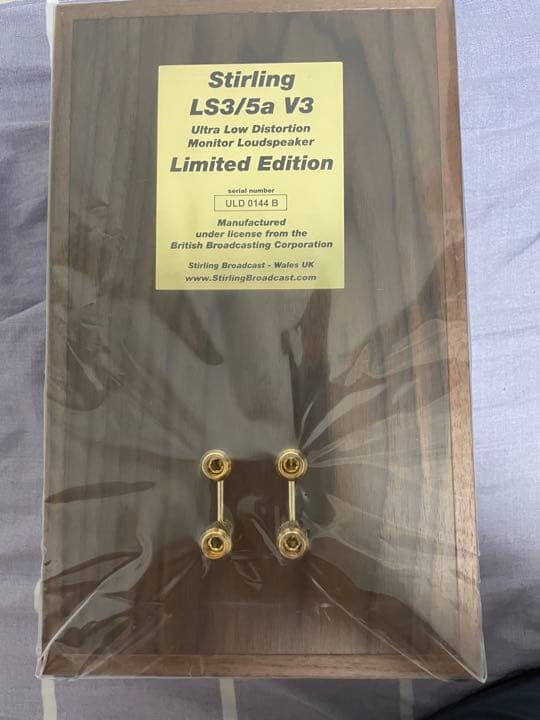 Stirling
LS3/5a V3
Ultra Low Distortion
Monitor Loudspeaker
Limited Edition
serial number
ULD 0144 B
Manufactured
under license from the
British Broadcasting Corporation
Stirling Broadcast - Wales UK
www.StirlingBroadcast.com